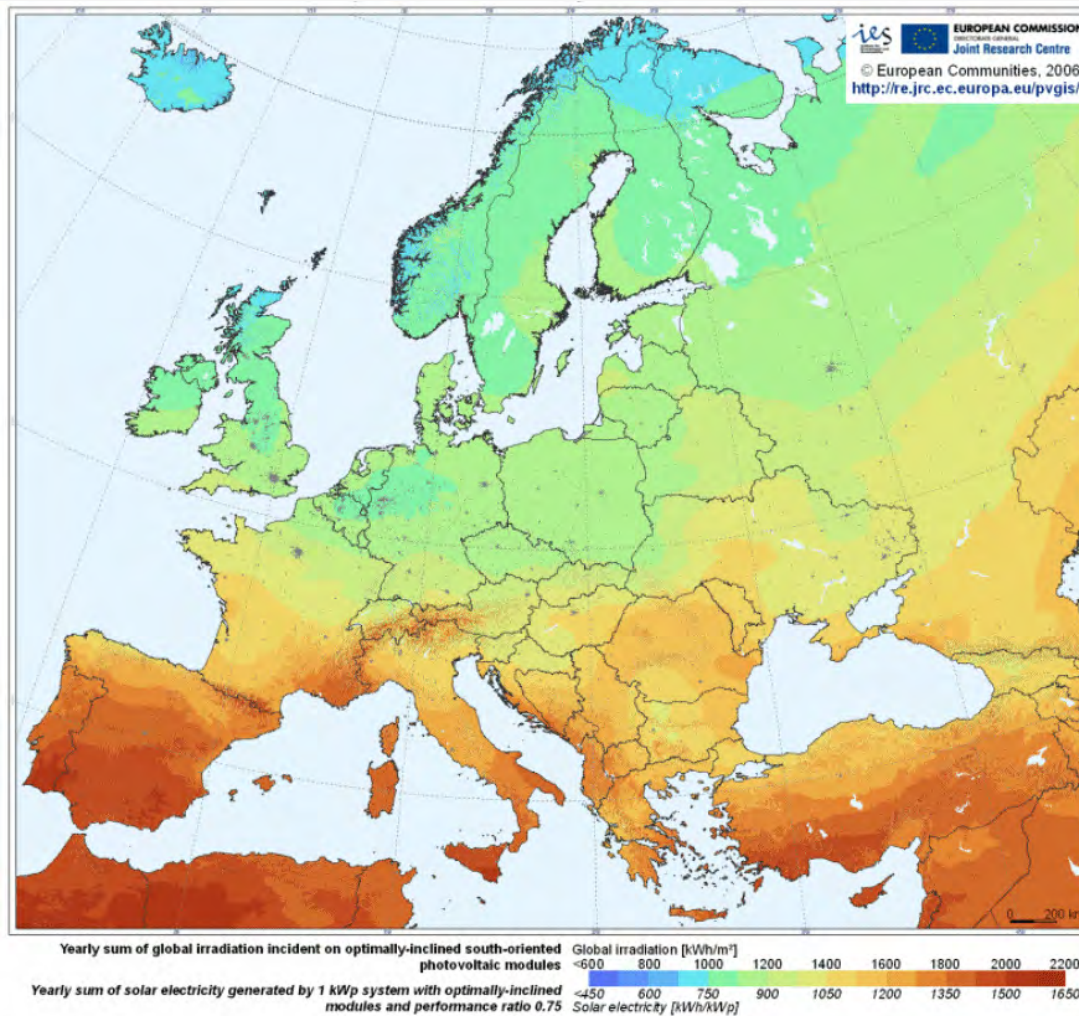 ies
EUROPEAN COMMISSION
DIRECTORATE-GENERAL
Joint Research Centre
© European Communities, 2006
http://re.jrc.ec.europa.eu/pvgis/
0 200 km
Yearly sum of global irradiation incident on optimally-inclined south-oriented
photovoltaic modules
Global irradiation [kWh/m²]
<600 800 1000 1200 1400 1600 1800 2000 2200
Yearly sum of solar electricity generated by 1 kWp system with optimally-inclined
modules and performance ratio 0.75
<450 600 750 900 1050 1200 1350 1500 1650
Solar electricity [kWh/kWp]